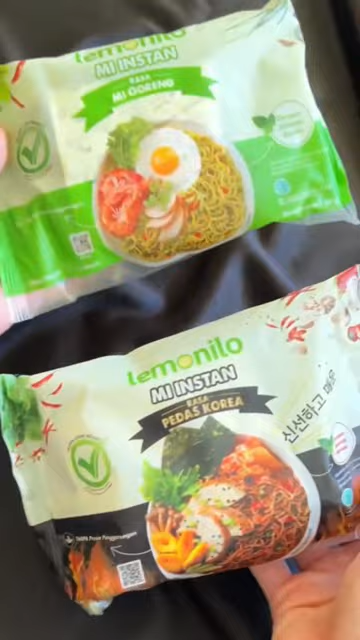 lemonilo
MI INSTAN
RASA
MI GORENG
lemonilo
MI INSTAN
RASA
PEDAS KOREA
신선하고 매운
TANPA Proses Penggorengan